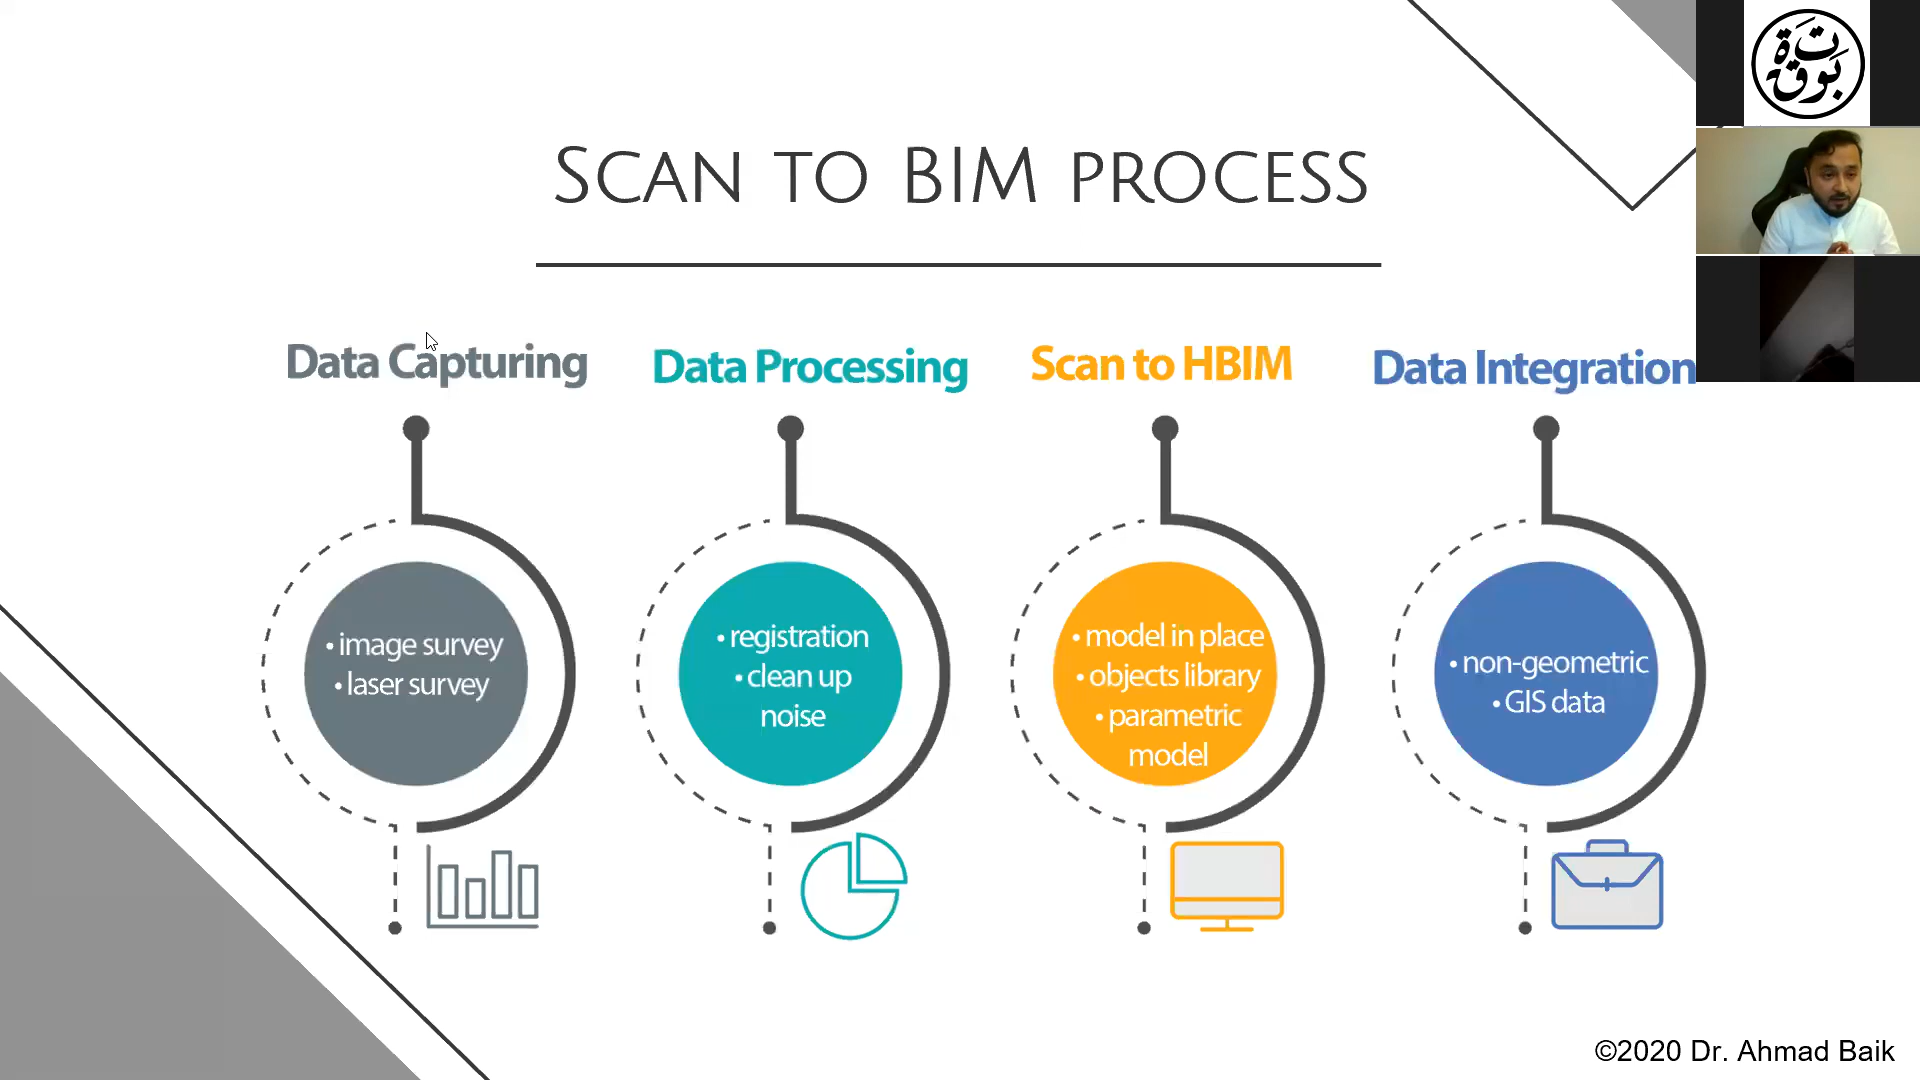 بوتقة
SCAN TO BIM PROCESS
Data Capturing
• image survey
• laser survey
Data Processing
• registration
• clean up
noise
Scan to HBIM
• model in place
• objects library
• parametric
model
Data Integration
• non-geometric
• GIS data
©2020 Dr. Ahmad Baik